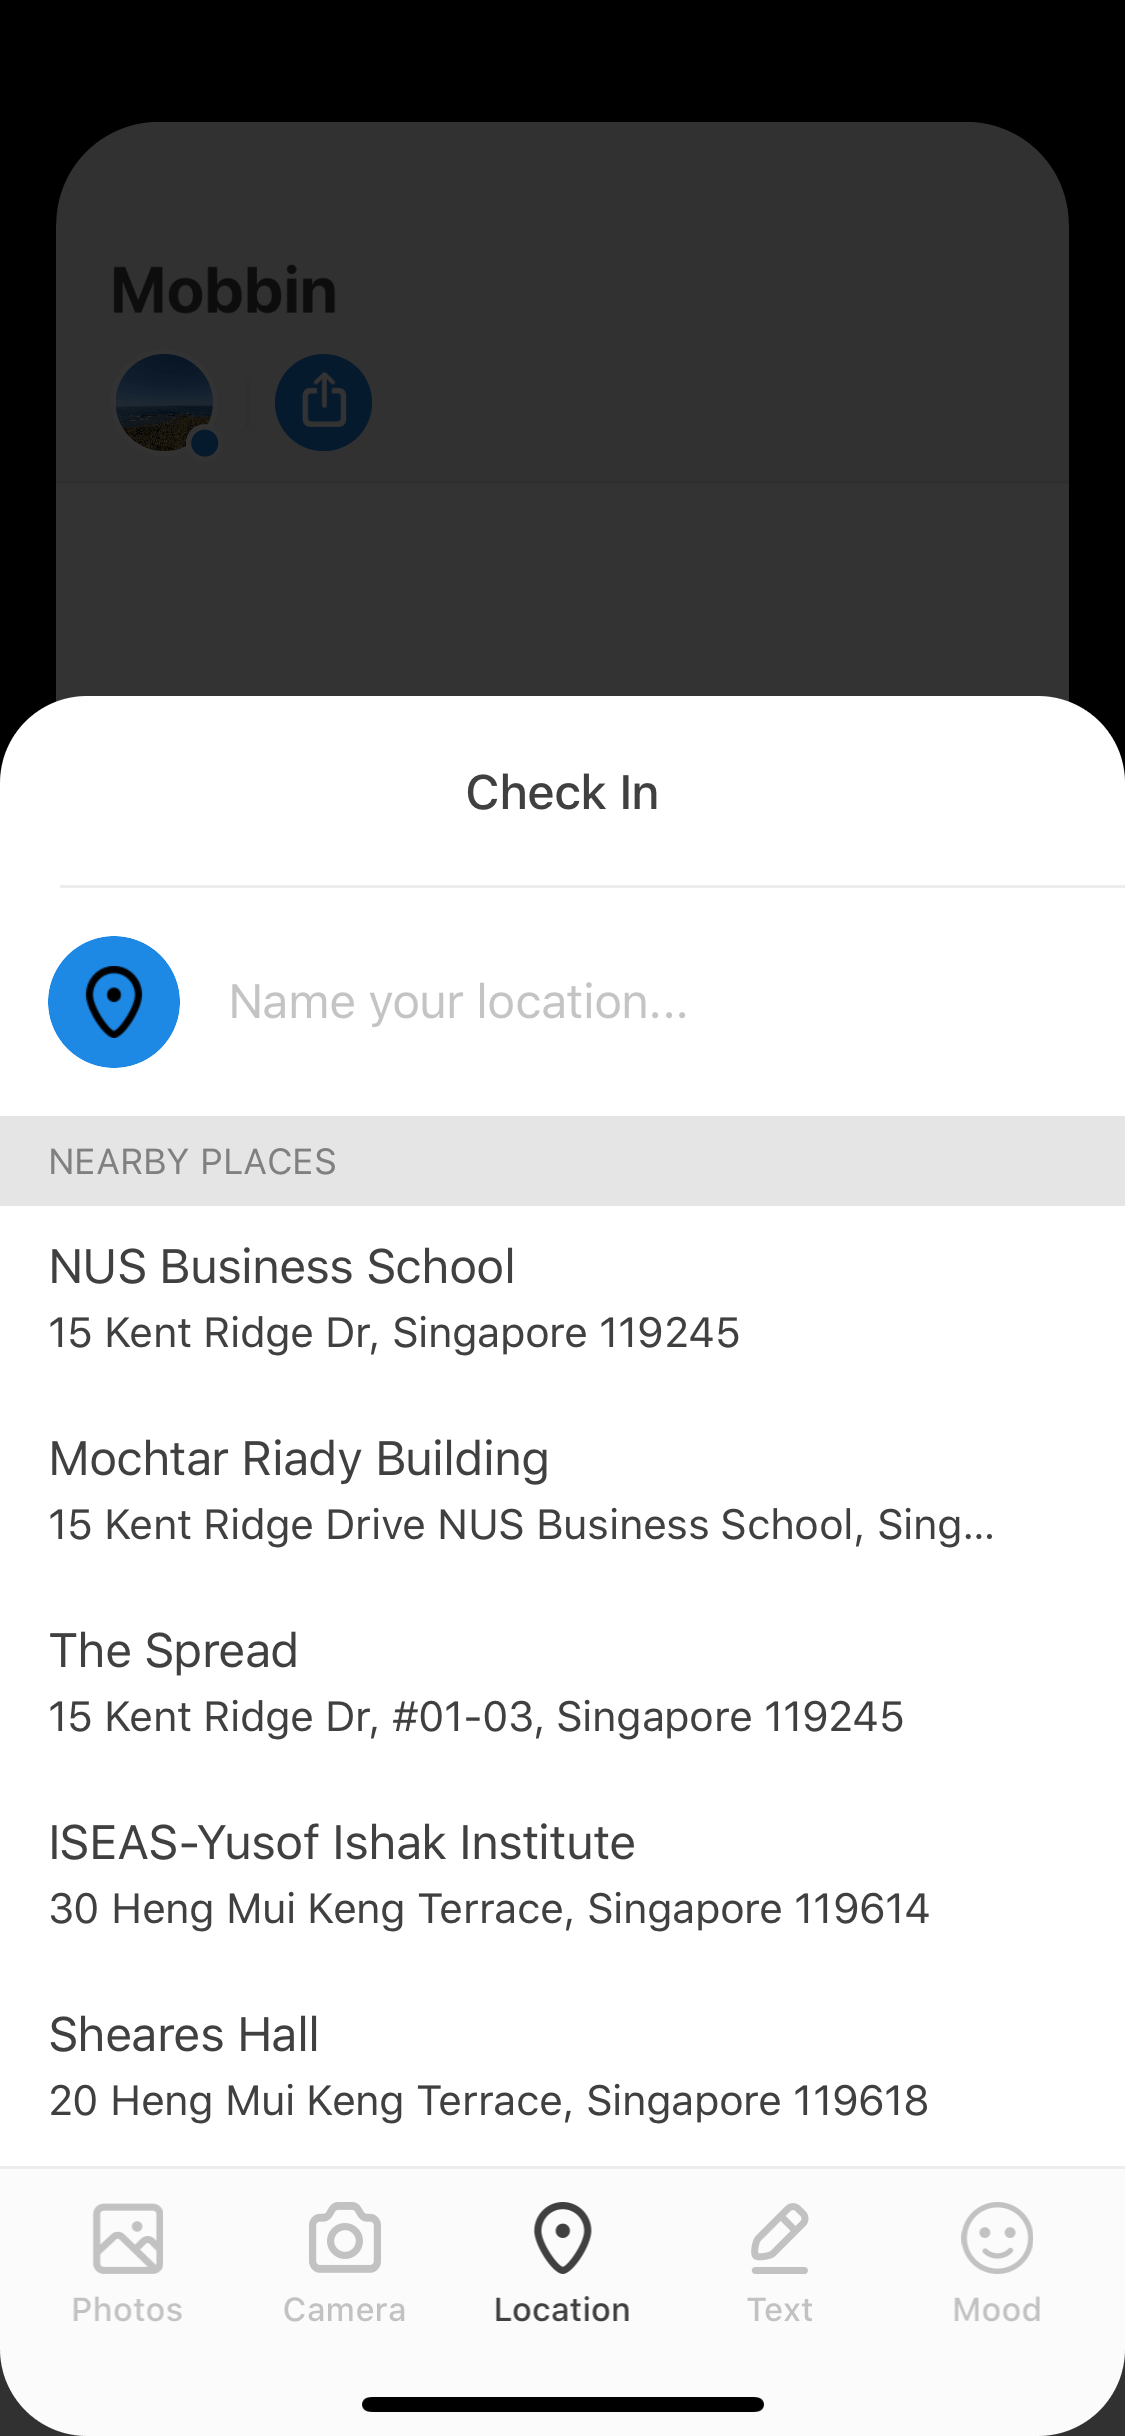 Mobbin
Check In
Name your location...
NEARBY PLACES
NUS Business School
15 Kent Ridge Dr, Singapore 119245
Mochtar Riady Building
15 Kent Ridge Drive NUS Business School, Sing...
The Spread
15 Kent Ridge Dr, #01-03, Singapore 119245
ISEAS-Yusof Ishak Institute
30 Heng Mui Keng Terrace, Singapore 119614
Sheares Hall
20 Heng Mui Keng Terrace, Singapore 119618
Photos Camera Location Text Mood